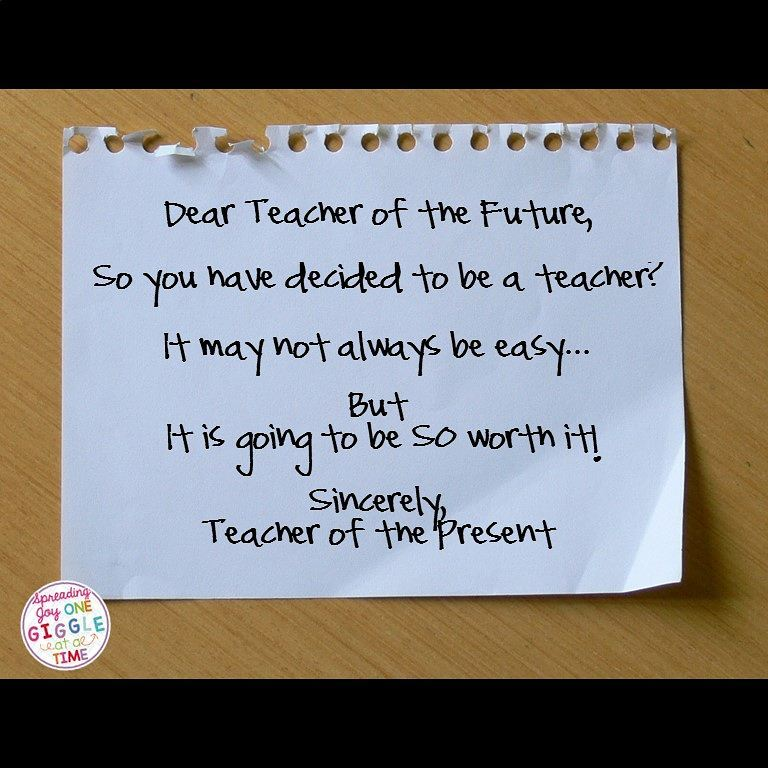 Dear Teacher of the Future,
So you have decided to be a teacher?
It may not always be easy...
But
It is going to be SO worth it!
Sincerely,
Teacher of the Present
Spreading
Joy ONE
GIGGLE
at a
TIME